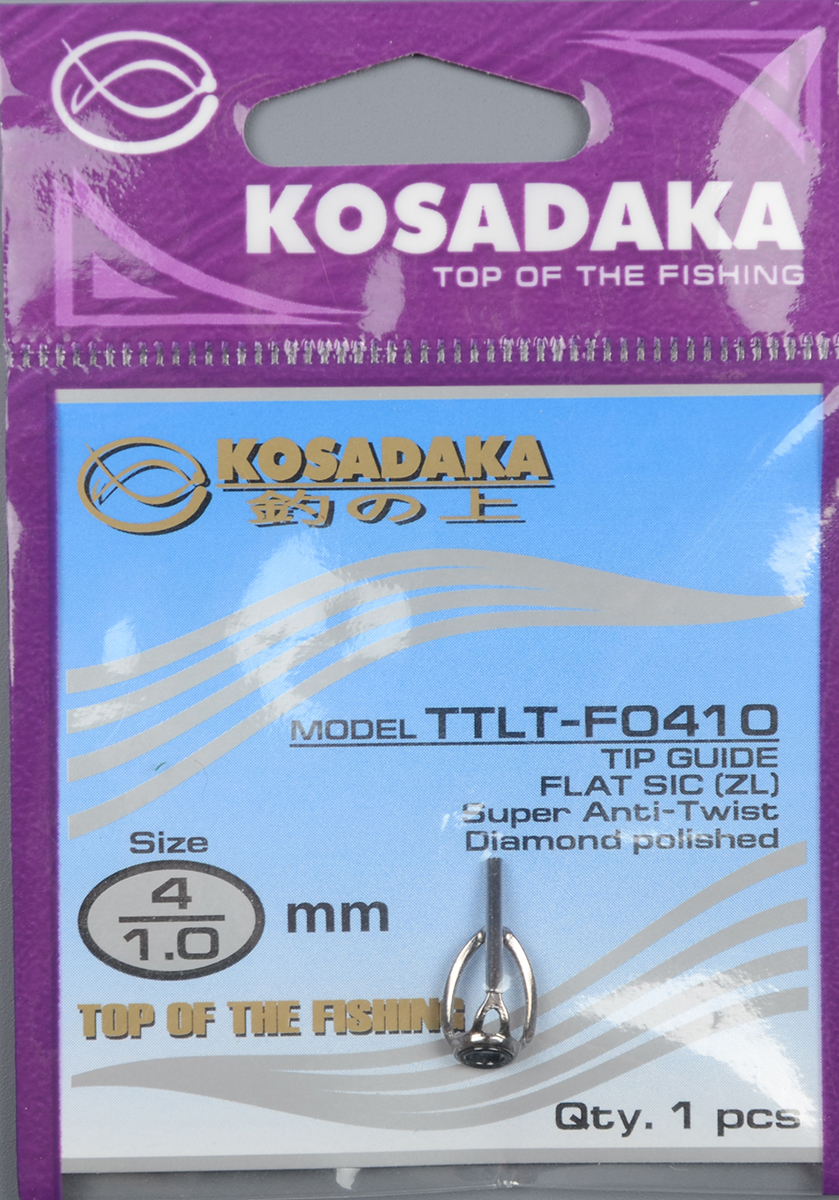 KOSADAKA
TOP OF THE FISHING
KOSADAKA
釣の上
MODEL TTLT-F0410
TIP GUIDE
FLAT SIC (ZL)
Super Anti-Twist
Diamond polished
Size
4
1.0
mm
TOP OF THE FISHING
Qty. 1 pcs